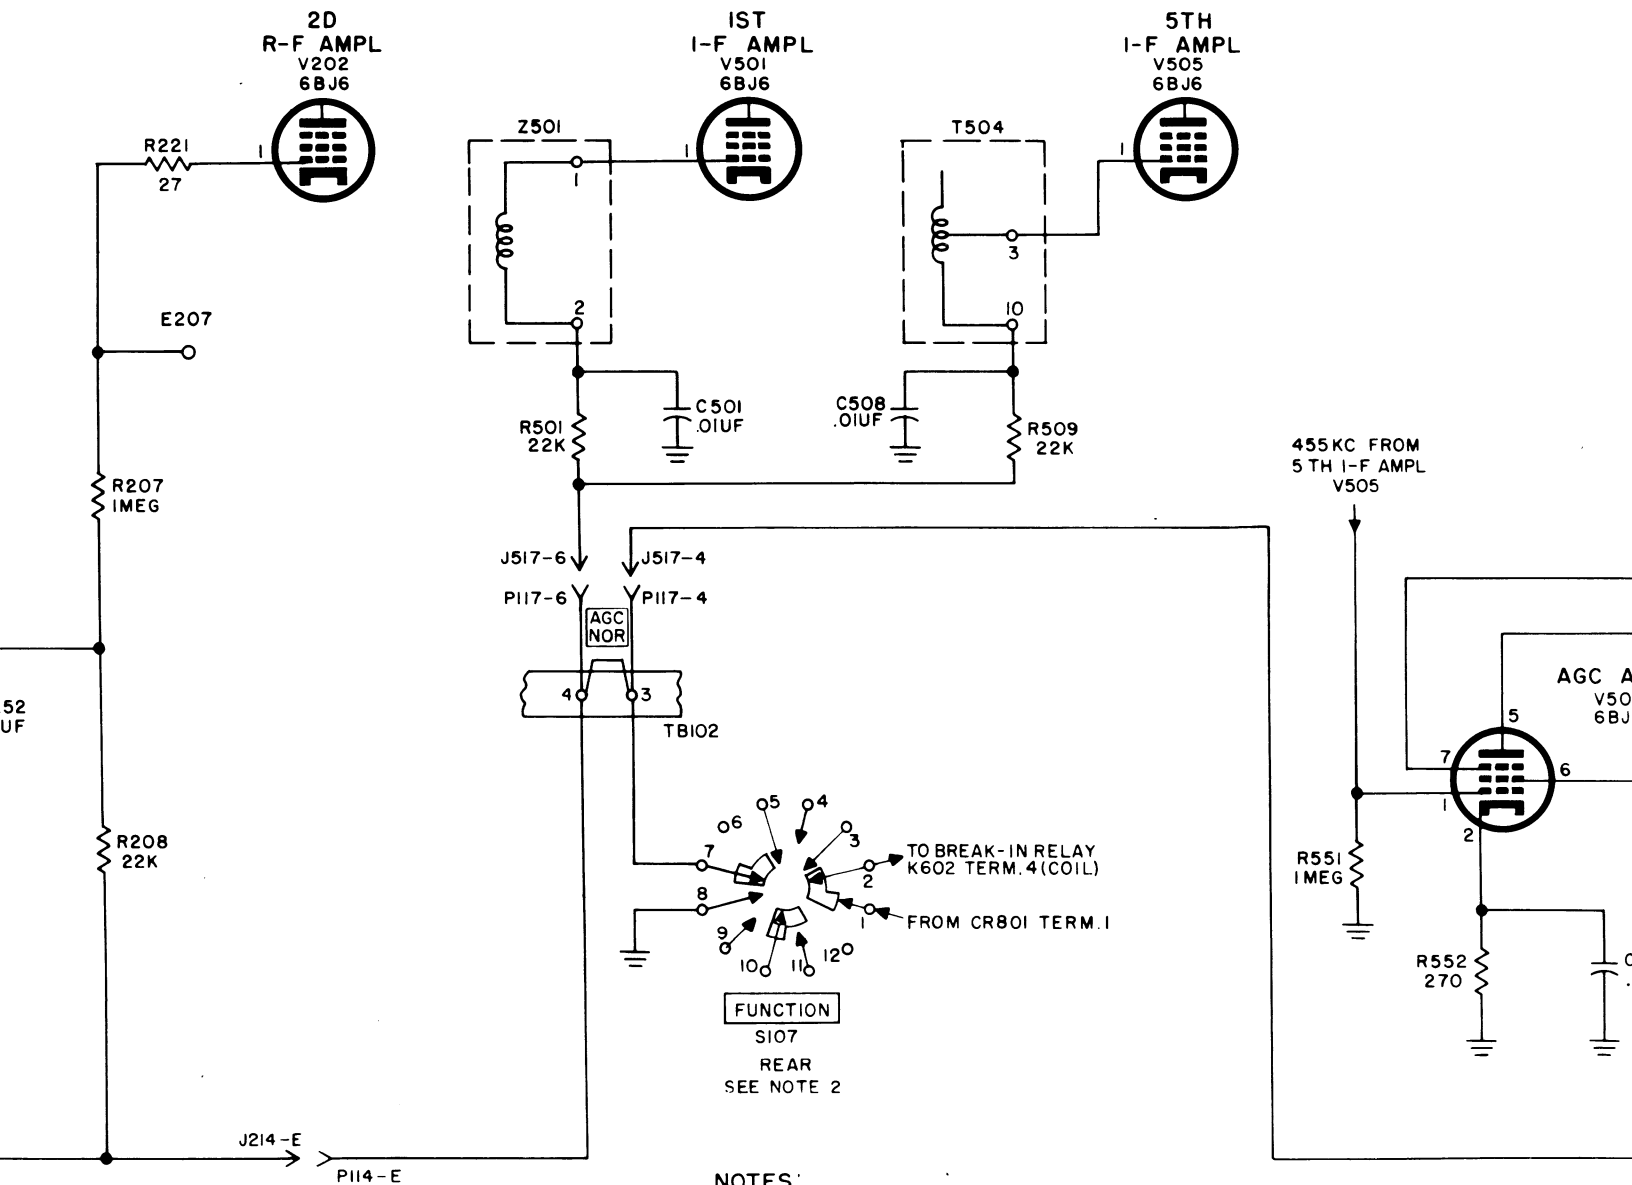 2D
R-F AMPL
V202
6BJ6
1ST
I-F AMPL
V501
6BJ6
5TH
I-F AMPL
V505
6BJ6
R221
27
1
Z501
1
1
2
T504
1
3
10
E207
C501
.01UF
R501
22K
C508
.01UF
R509
22K
R207
1MEG
455KC FROM
5TH I-F AMPL
V505
J517-6
J517-4
P117-6
P117-4
AGC
NOR
4
3
TB102
52
UF
AGC A
V50
6BJ
5
7
6
1
2
R208
22K
5
4
6
3
7
2
8
1
9
10
11
12
TO BREAK-IN RELAY
K602 TERM.4(COIL)
FROM CR801 TERM.1
R551
1MEG
R552
270
C
.
FUNCTION
S107
REAR
SEE NOTE 2
J214-E
P114-E
NOTES: